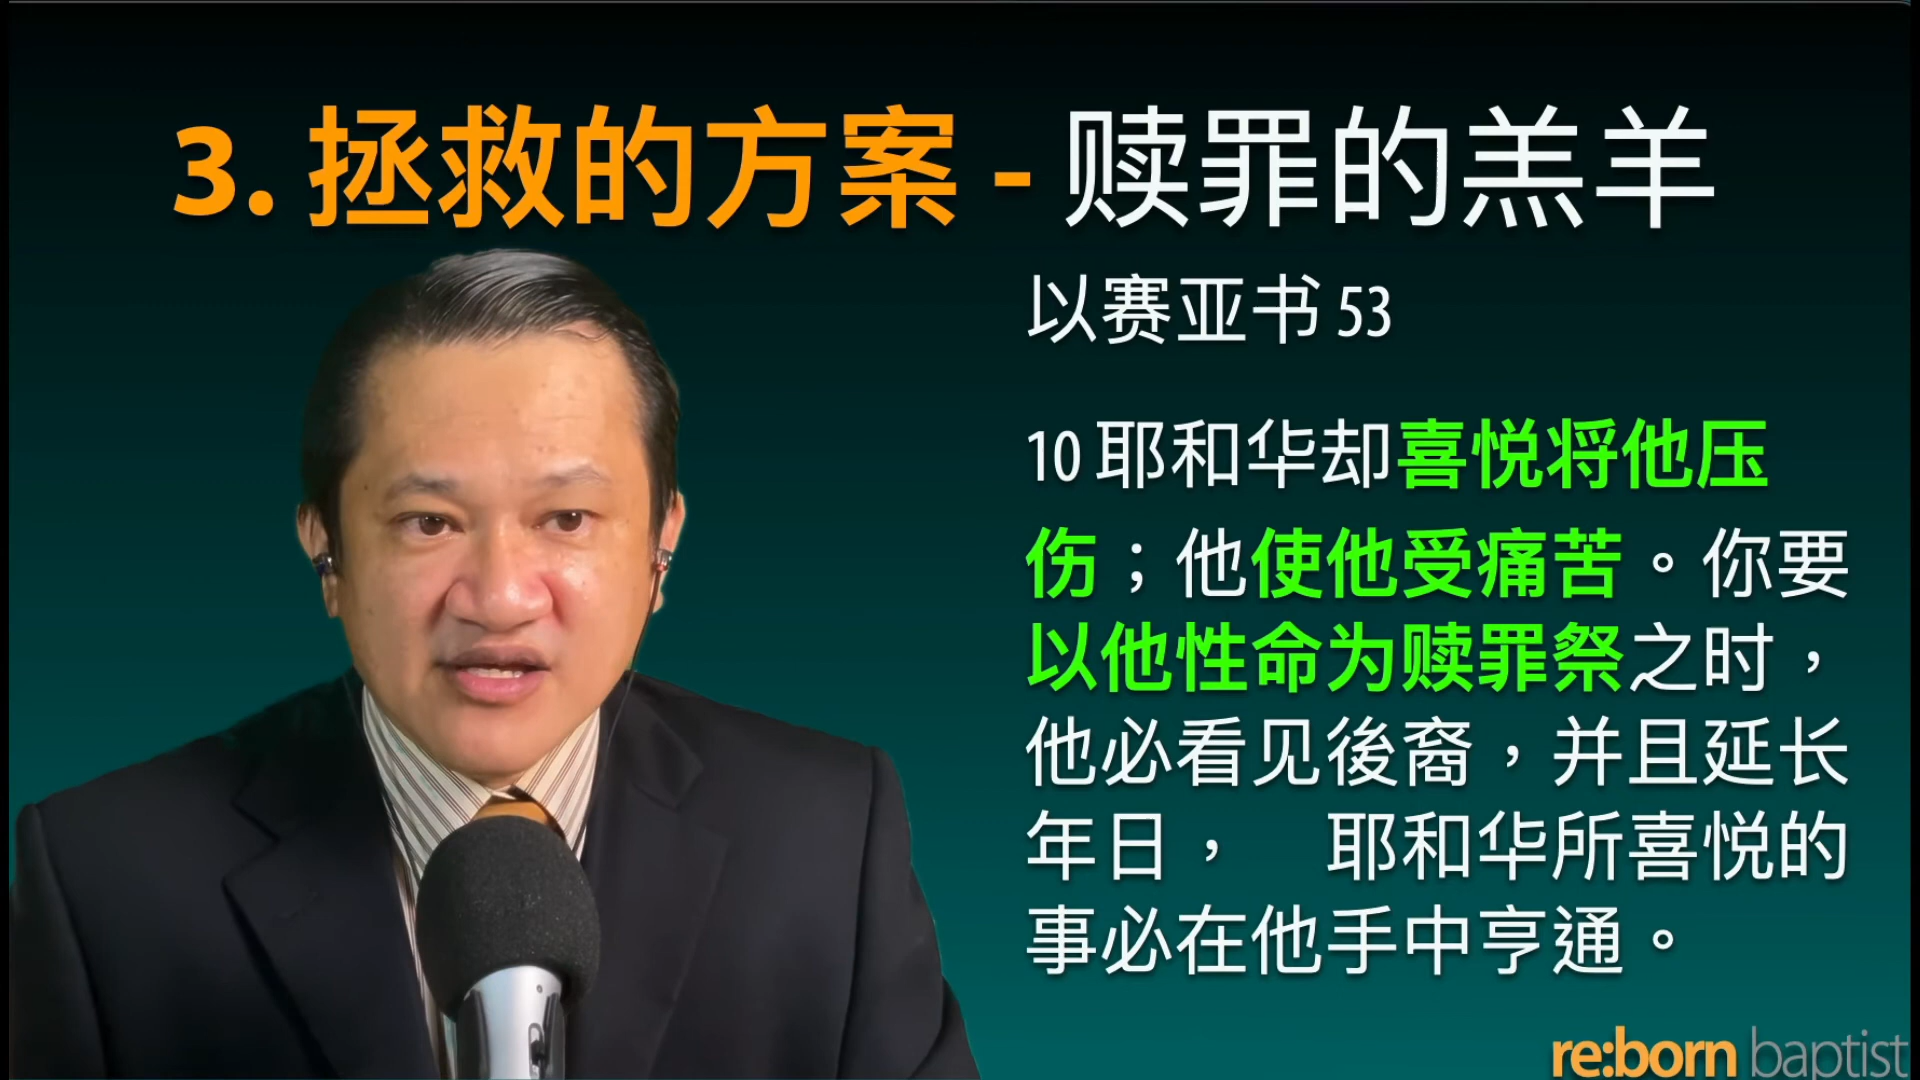 3. 拯救的方案 - 赎罪的羔羊
以赛亚书 53
10 耶和华却喜悦将他压
伤；他使他受痛苦。你要
以他性命为赎罪祭之时，
他必看见後裔，并且延长
年日，　耶和华所喜悦的
事必在他手中亨通。
re:born baptist